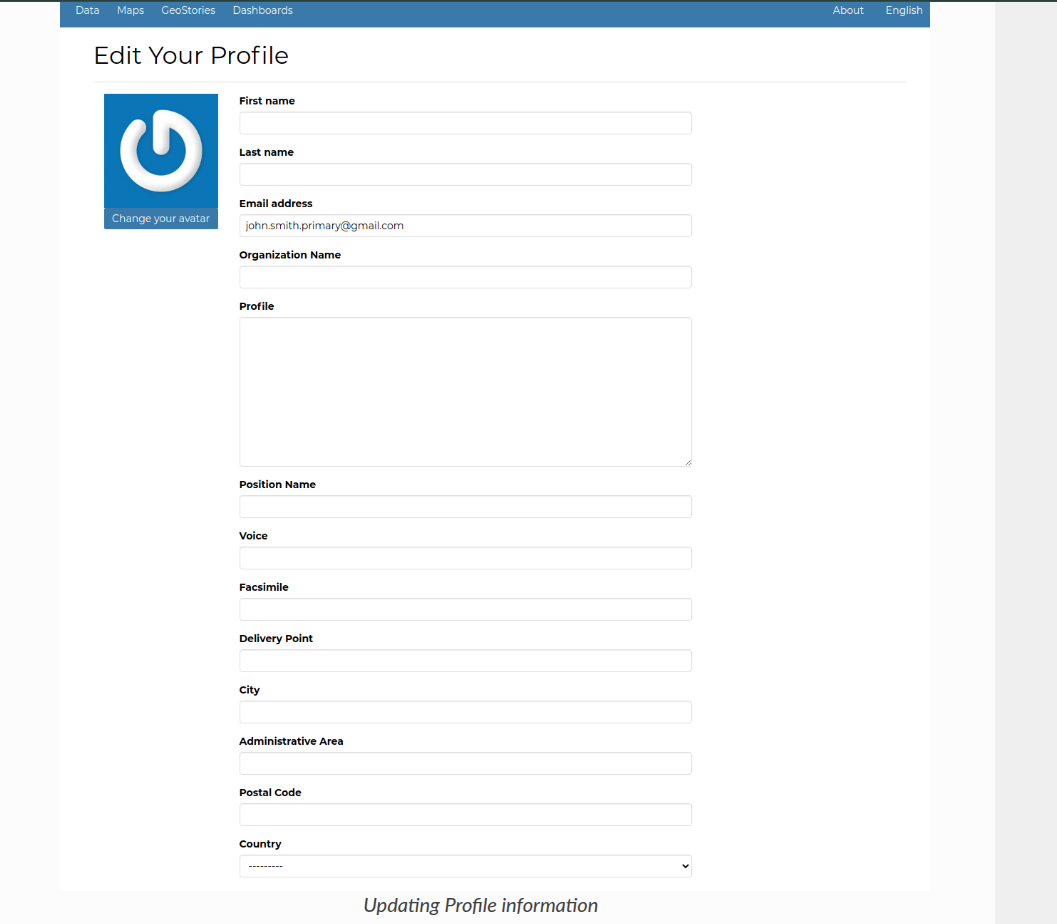 Data Maps GeoStories Dashboards About English
Edit Your Profile
Change your avatar
First name
Last name
Email address
john.smith.primary@gmail.com
Organization Name
Profile
Position Name
Voice
Facsimile
Delivery Point
City
Administrative Area
Postal Code
Country
---------
Updating Profile information